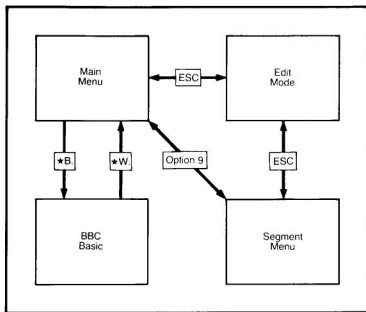 Main
Menu
ESC
Edit
Mode
★B.
★W.
Option 9
ESC
BBC
Basic
Segment
Menu